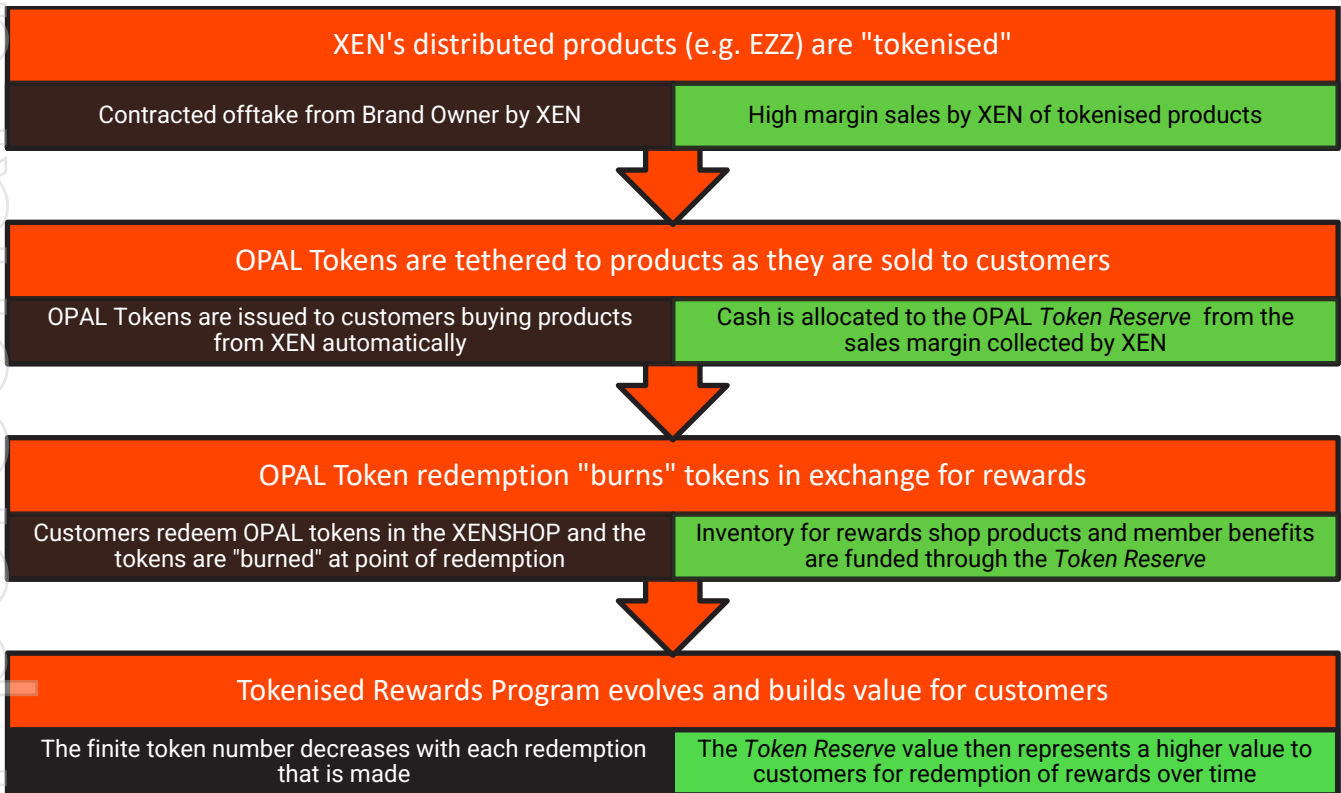 XEN's distributed products (e.g. EZZ) are "tokenised"
Contracted offtake from Brand Owner by XEN
High margin sales by XEN of tokenised products
OPAL Tokens are tethered to products as they are sold to customers
OPAL Tokens are issued to customers buying products
from XEN automatically
Cash is allocated to the OPAL Token Reserve from the
sales margin collected by XEN
OPAL Token redemption "burns" tokens in exchange for rewards
Customers redeem OPAL tokens in the XENSHOP and the
tokens are "burned" at point of redemption
Inventory for rewards shop products and member benefits
are funded through the Token Reserve
Tokenised Rewards Program evolves and builds value for customers
The finite token number decreases with each redemption
that is made
The Token Reserve value then represents a higher value to
customers for redemption of rewards over time